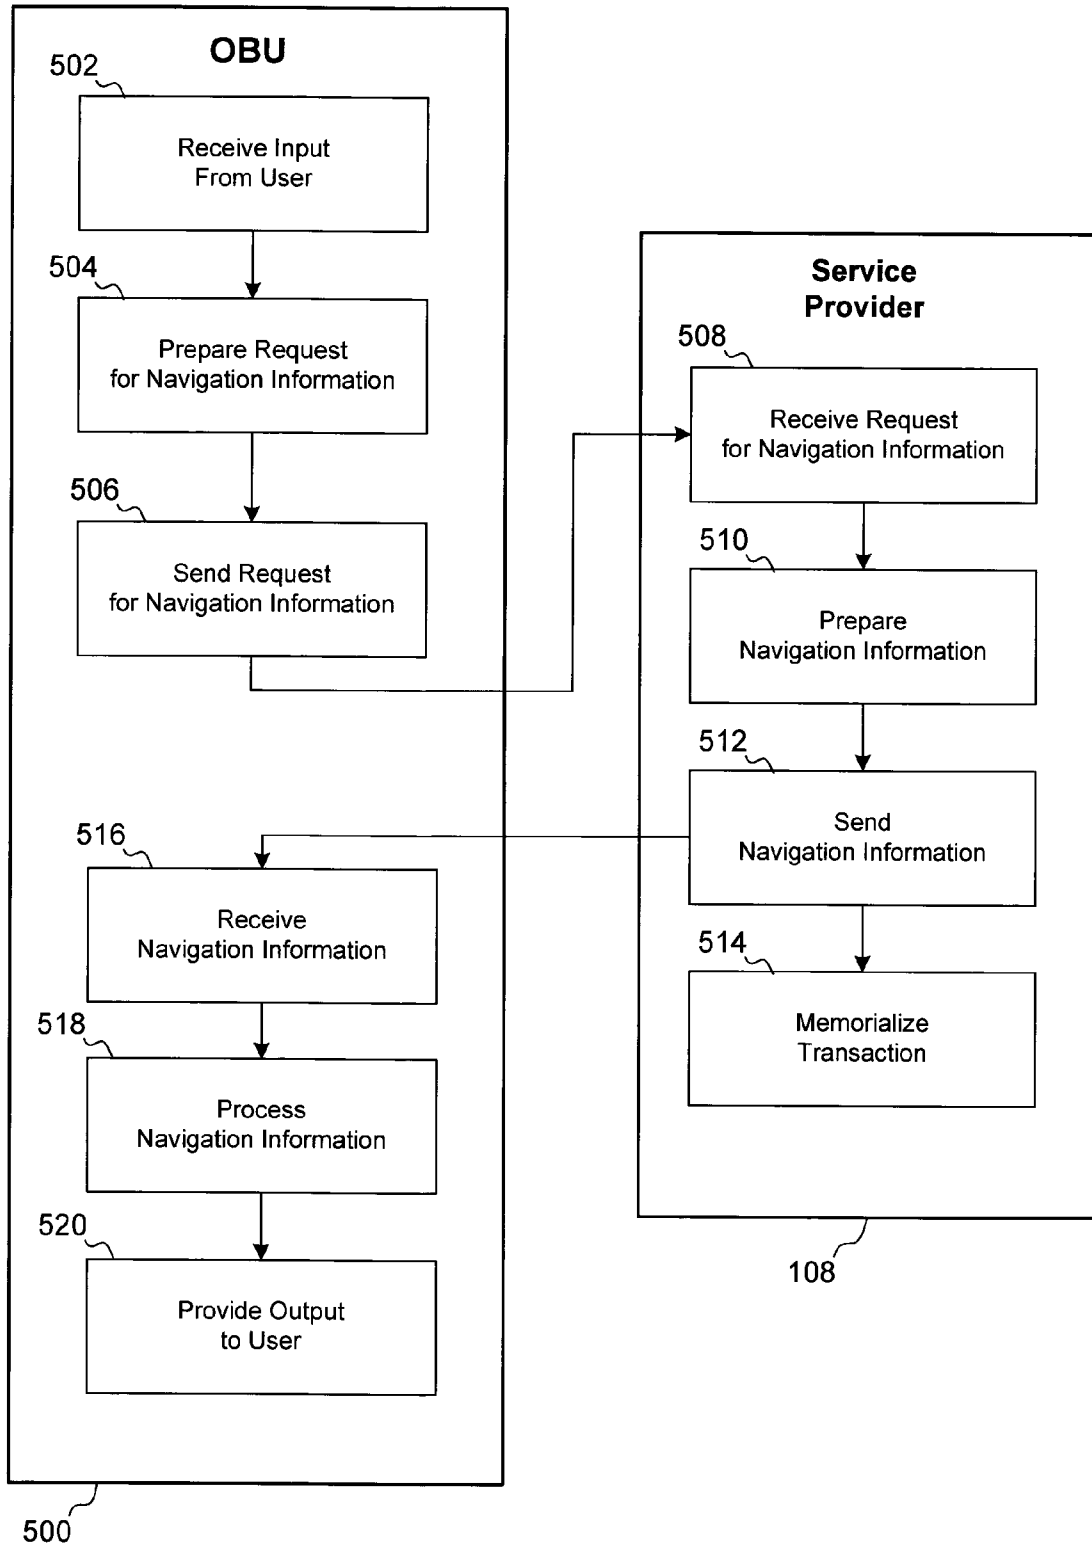 OBU
502
Receive Input
From User
504
Prepare Request
for Navigation Information
506
Send Request
for Navigation Information
Service
Provider
508
Receive Request
for Navigation Information
510
Prepare
Navigation Information
512
Send
Navigation Information
514
Memorialize
Transaction
108
516
Receive
Navigation Information
518
Process
Navigation Information
520
Provide Output
to User
500